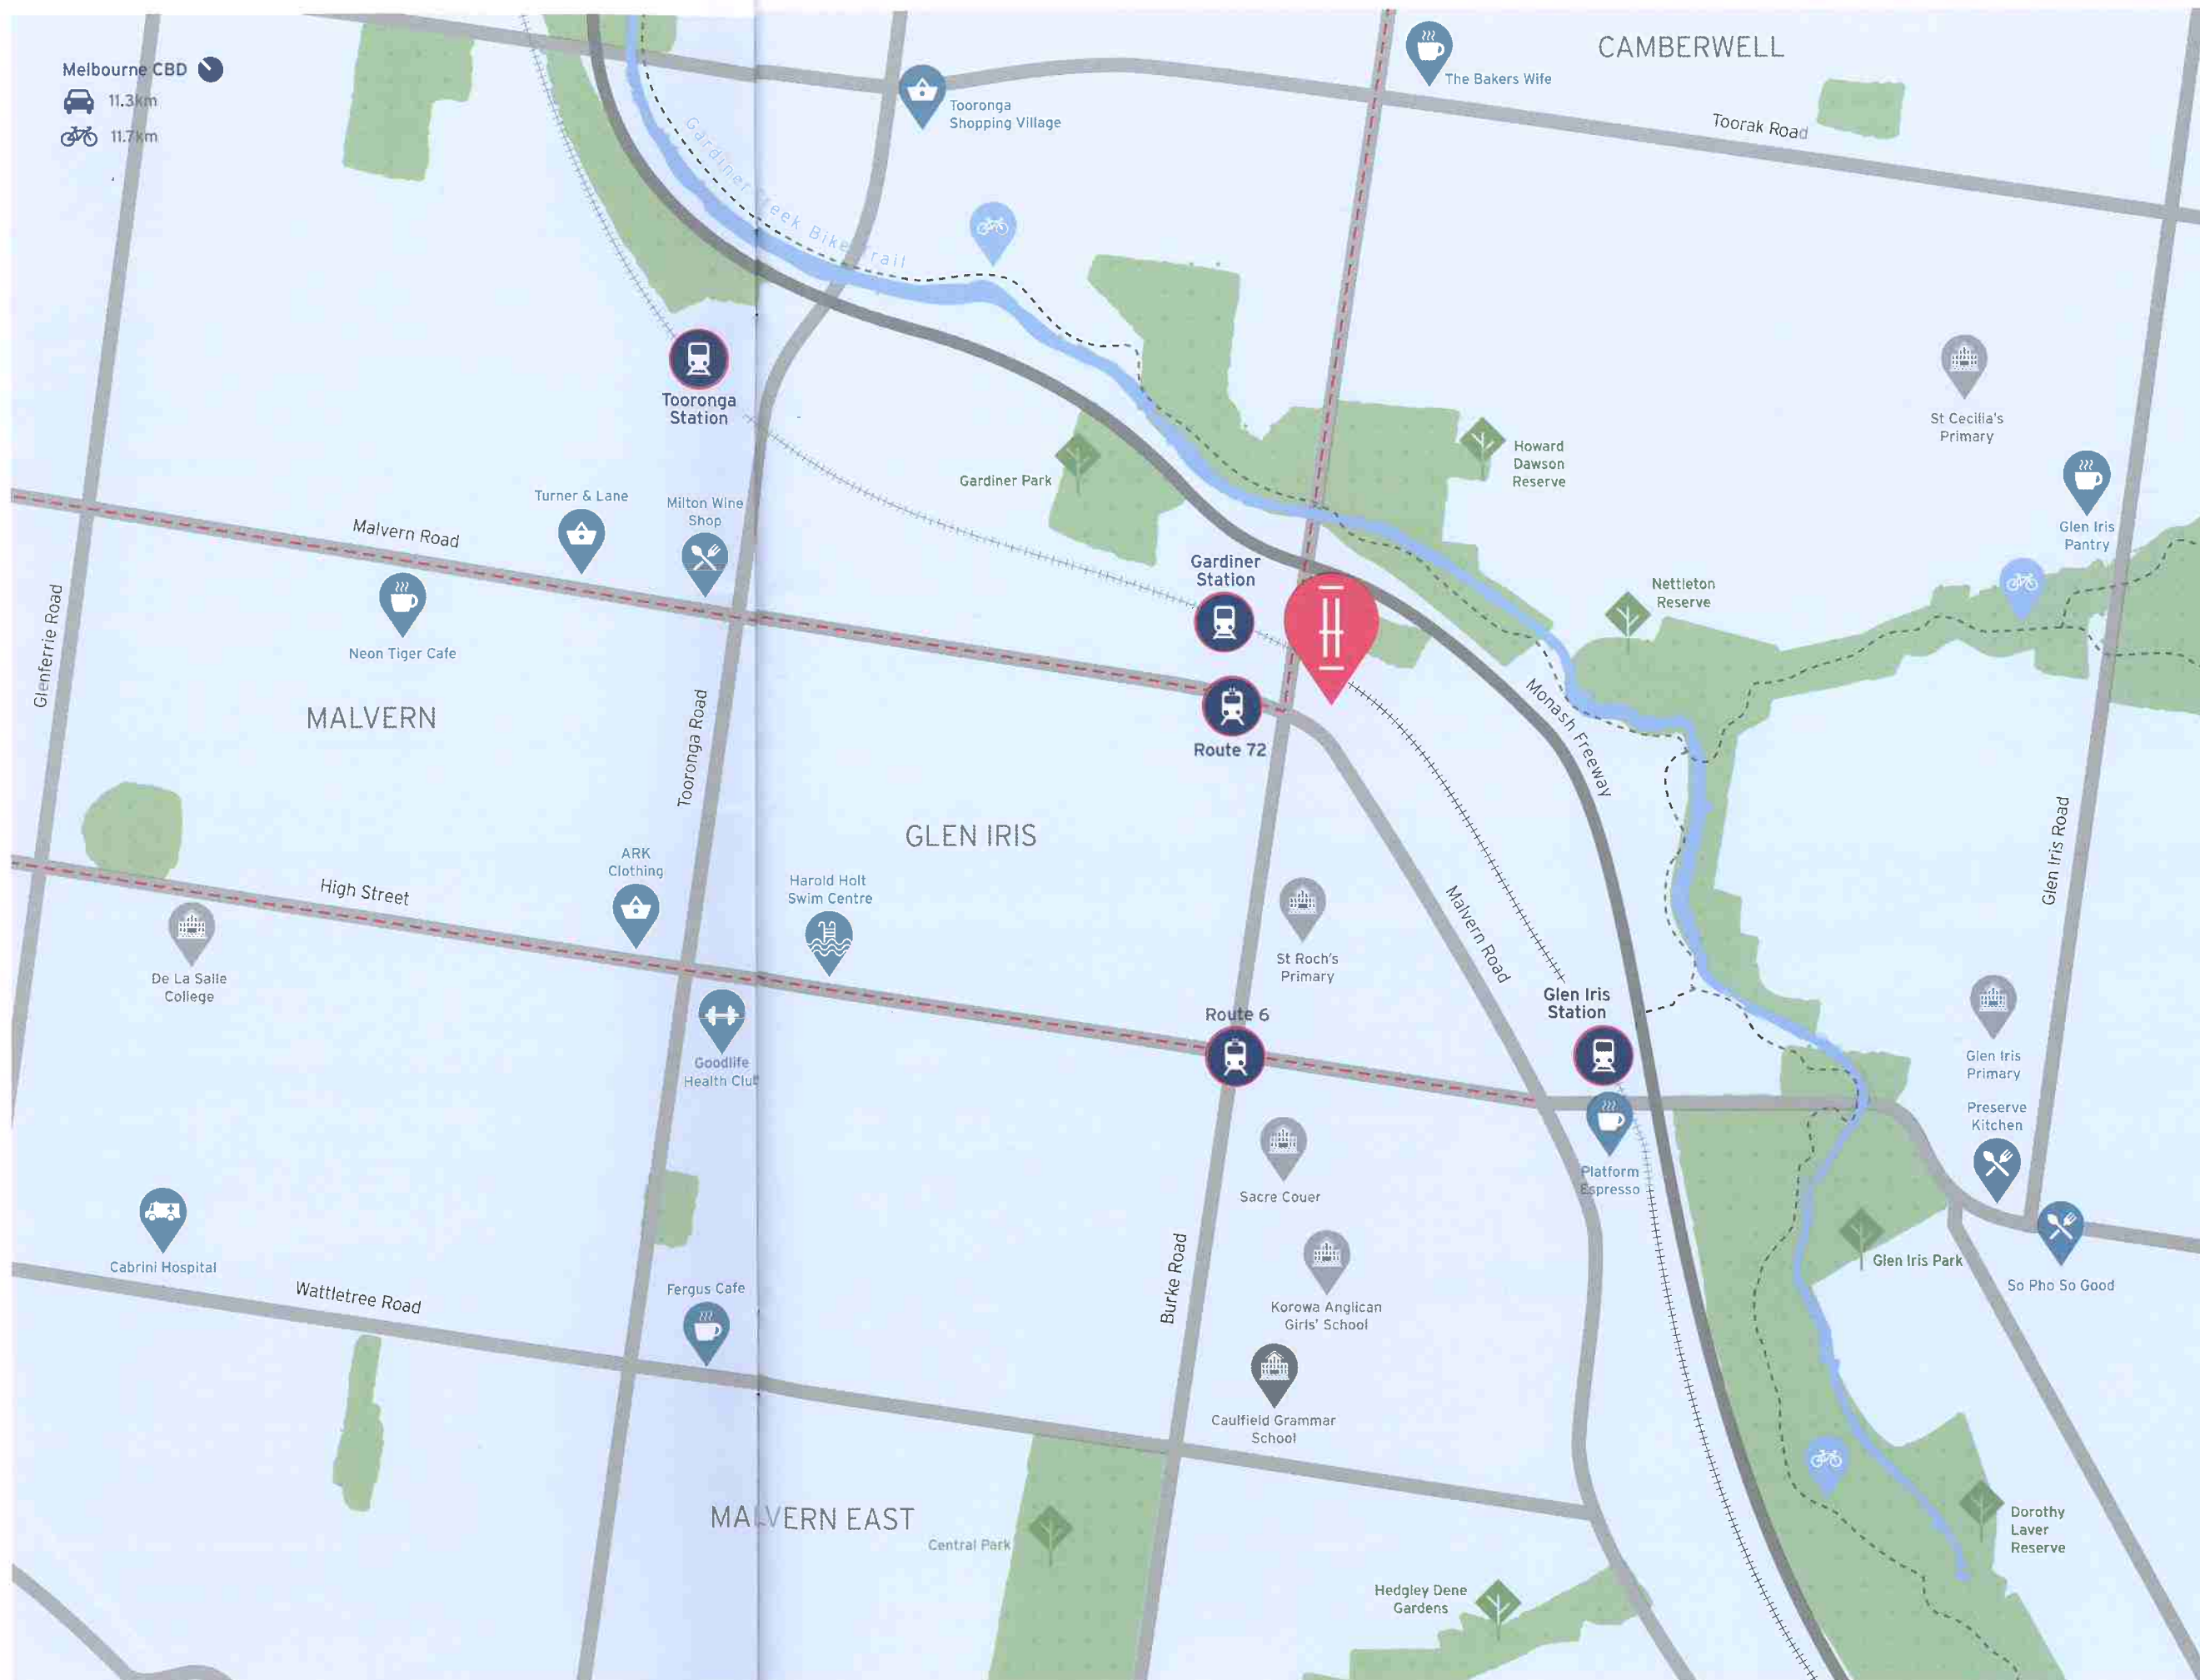 Melbourne CBD
11.3km
11.7km
CAMBERWELL
The Bakers Wife
Tooronga
Shopping Village
Toorak Road
Gardiner Creek Bike Trail
Tooronga
Station
St Cecilia's
Primary
Howard
Dawson
Reserve
Gardiner Park
Turner & Lane
Milton Wine
Shop
Malvern Road
Glen Iris
Pantry
Gardiner
Station
Nettleton
Reserve
Glenferrie Road
Neon Tiger Cafe
MALVERN
Tooronga Road
Monash Freeway
Route 72
GLEN IRIS
Glen Iris Road
ARK
Clothing
High Street
Harold Holt
Swim Centre
Malvern Road
St Roch's
Primary
De La Salle
College
Glen Iris
Station
Route 6
Goodlife
Health Club
Glen Iris
Primary
Preserve
Kitchen
Platform
Espresso
Sacre Couer
Cabrini Hospital
Glen Iris Park
So Pho So Good
Wattletree Road
Fergus Cafe
Burke Road
Korowa Anglican
Girls' School
Caulfield Grammar
School
MALVERN EAST
Central Park
Dorothy
Laver
Reserve
Hedgley Dene
Gardens